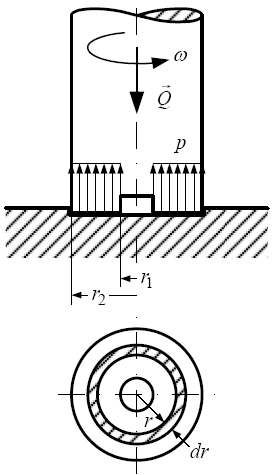 ω
Q⃗
p
r₁
r₂
r
dr